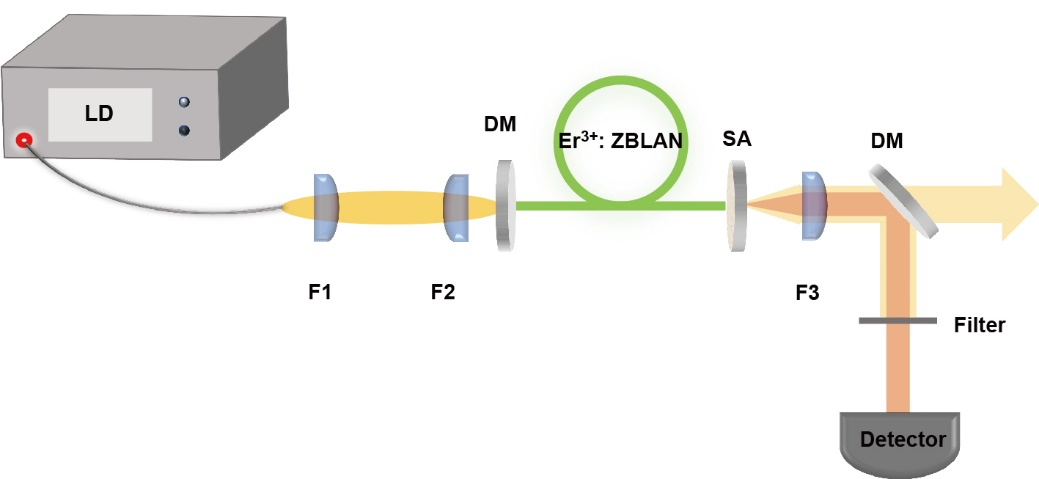 LD
DM
Er³⁺: ZBLAN
SA
DM
F1
F2
F3
Filter
Detector